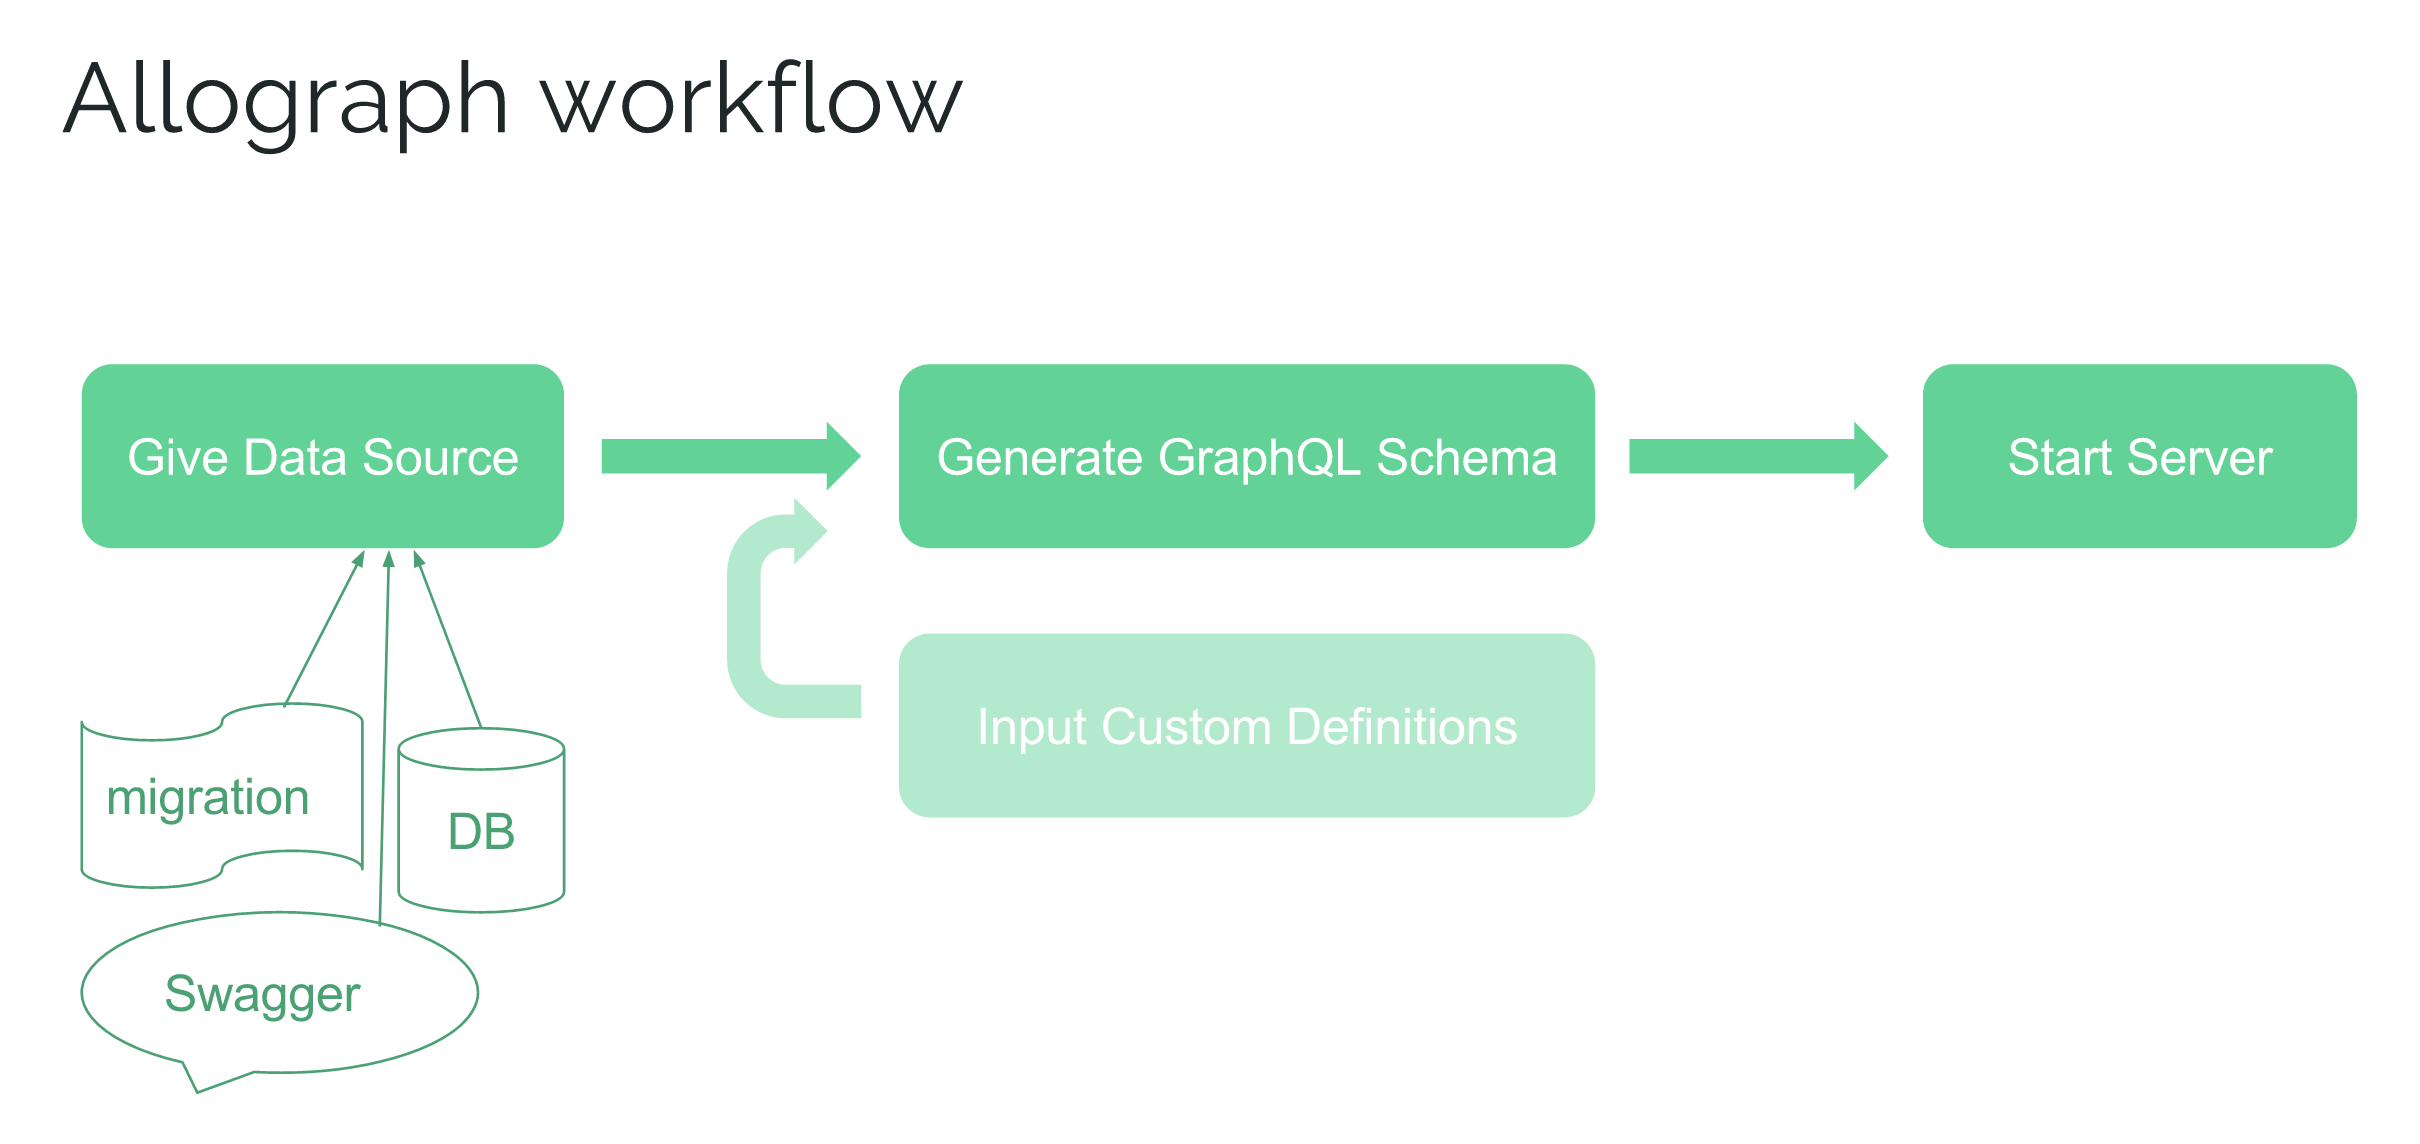 Allograph workflow
Give Data Source
Generate GraphQL Schema
Start Server
Input Custom Definitions
migration
DB
Swagger